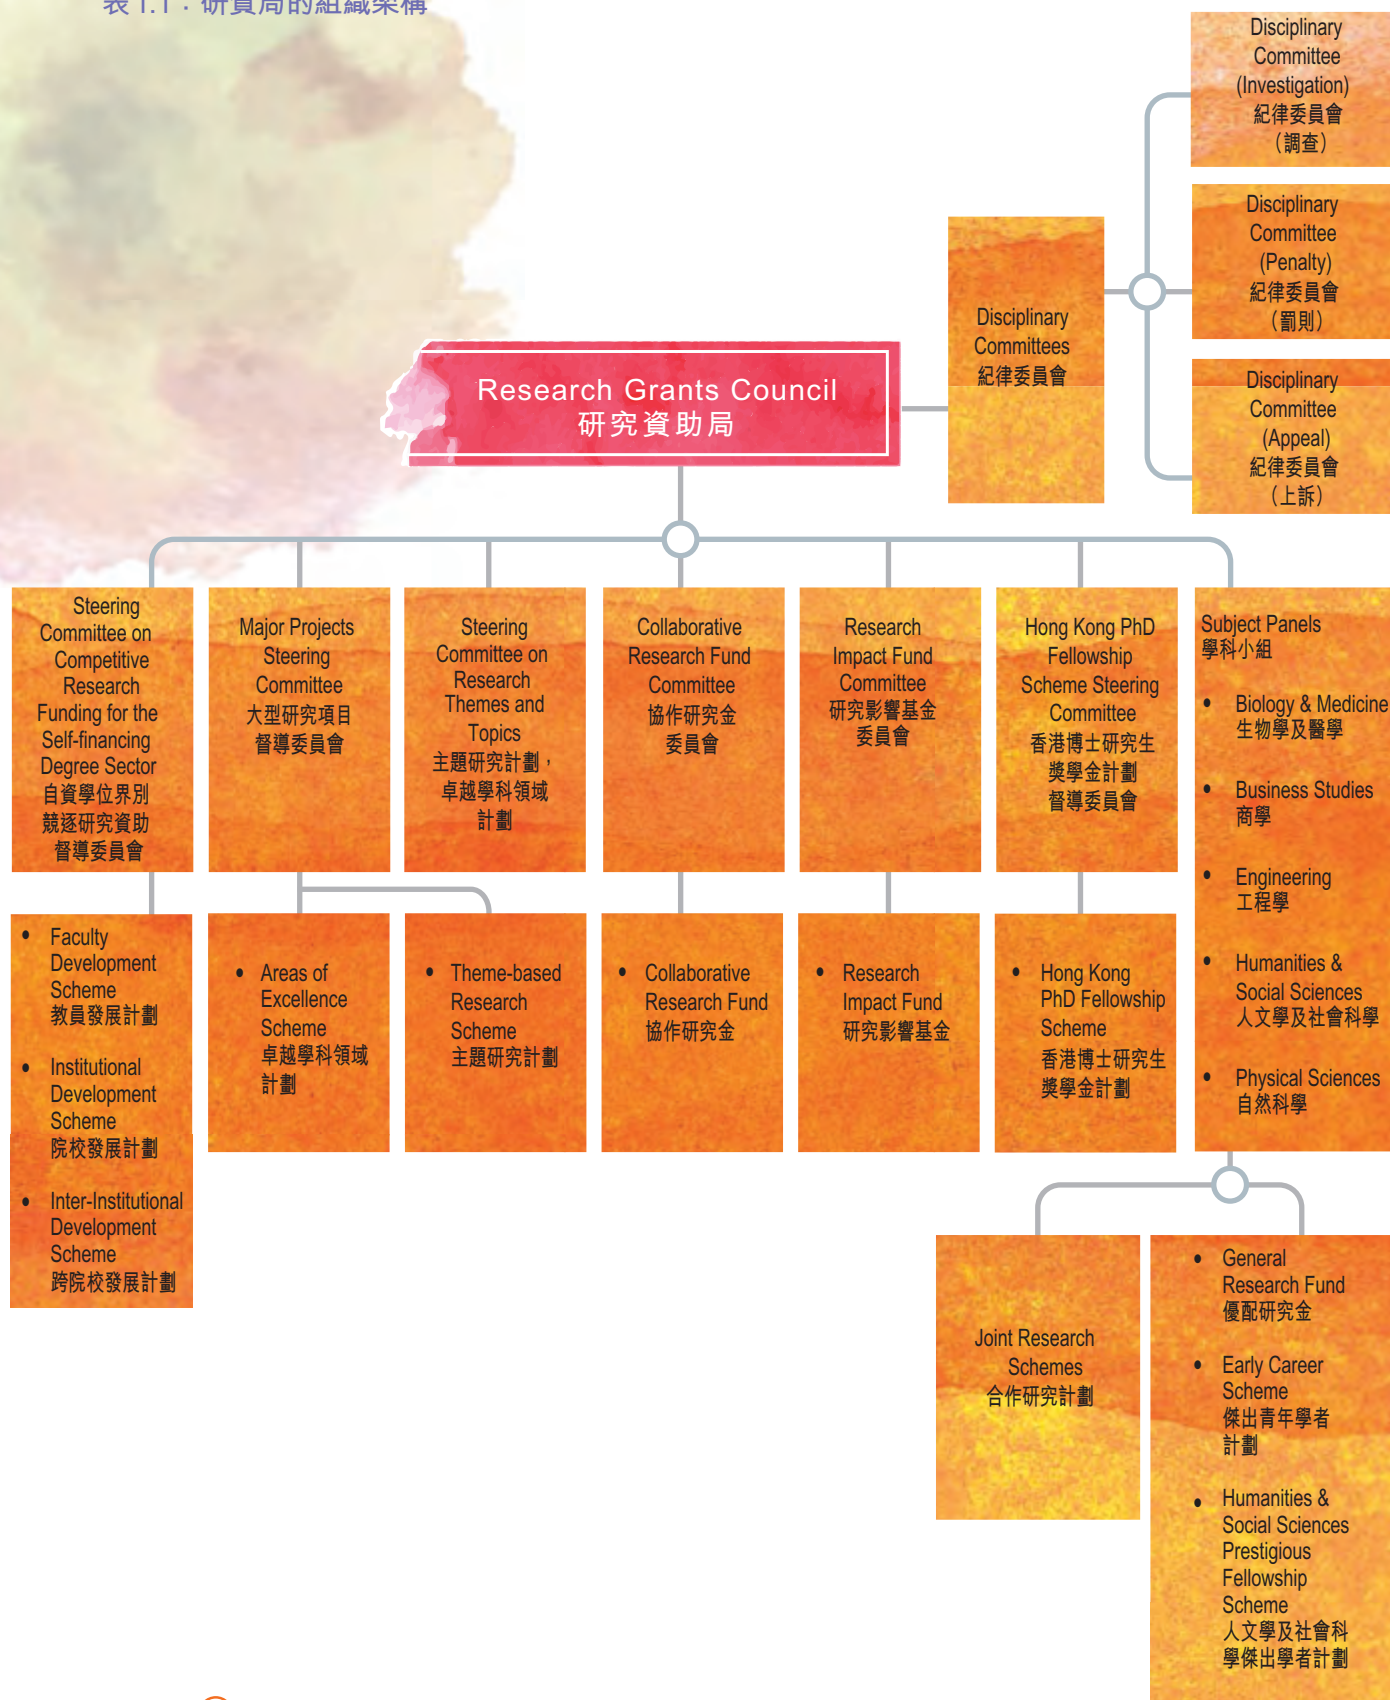 表 1.1：研資局的組織架構
Disciplinary
Committee
(Investigation)
紀律委員會
（調查）
Disciplinary
Committee
(Penalty)
紀律委員會
（罰則）
Disciplinary
Committee
(Appeal)
紀律委員會
（上訴）
Disciplinary
Committees
紀律委員會
Research Grants Council
研究資助局
Steering
Committee on
Competitive
Research
Funding for the
Self-financing
Degree Sector
自資學位界別
競逐研究資助
督導委員會
Major Projects
Steering
Committee
大型研究項目
督導委員會
Steering
Committee on
Research
Themes and
Topics
主題研究計劃，
卓越學科領域
計劃
Collaborative
Research Fund
Committee
協作研究金
委員會
Research
Impact Fund
Committee
研究影響基金
委員會
Hong Kong PhD
Fellowship
Scheme Steering
Committee
香港博士研究生
獎學金計劃
督導委員會
Subject Panels
學科小組
• Biology & Medicine
生物學及醫學
• Business Studies
商學
• Engineering
工程學
• Humanities &
Social Sciences
人文學及社會科學
• Physical Sciences
自然科學
• Faculty
Development
Scheme
教員發展計劃
• Institutional
Development
Scheme
院校發展計劃
• Inter-Institutional
Development
Scheme
跨院校發展計劃
• Areas of
Excellence
Scheme
卓越學科領域
計劃
• Theme-based
Research
Scheme
主題研究計劃
• Collaborative
Research Fund
協作研究金
• Research
Impact Fund
研究影響基金
• Hong Kong
PhD Fellowship
Scheme
香港博士研究生
獎學金計劃
Joint Research
Schemes
合作研究計劃
• General
Research Fund
優配研究金
• Early Career
Scheme
傑出青年學者
計劃
• Humanities &
Social Sciences
Prestigious
Fellowship
Scheme
人文學及社會科
學傑出學者計劃